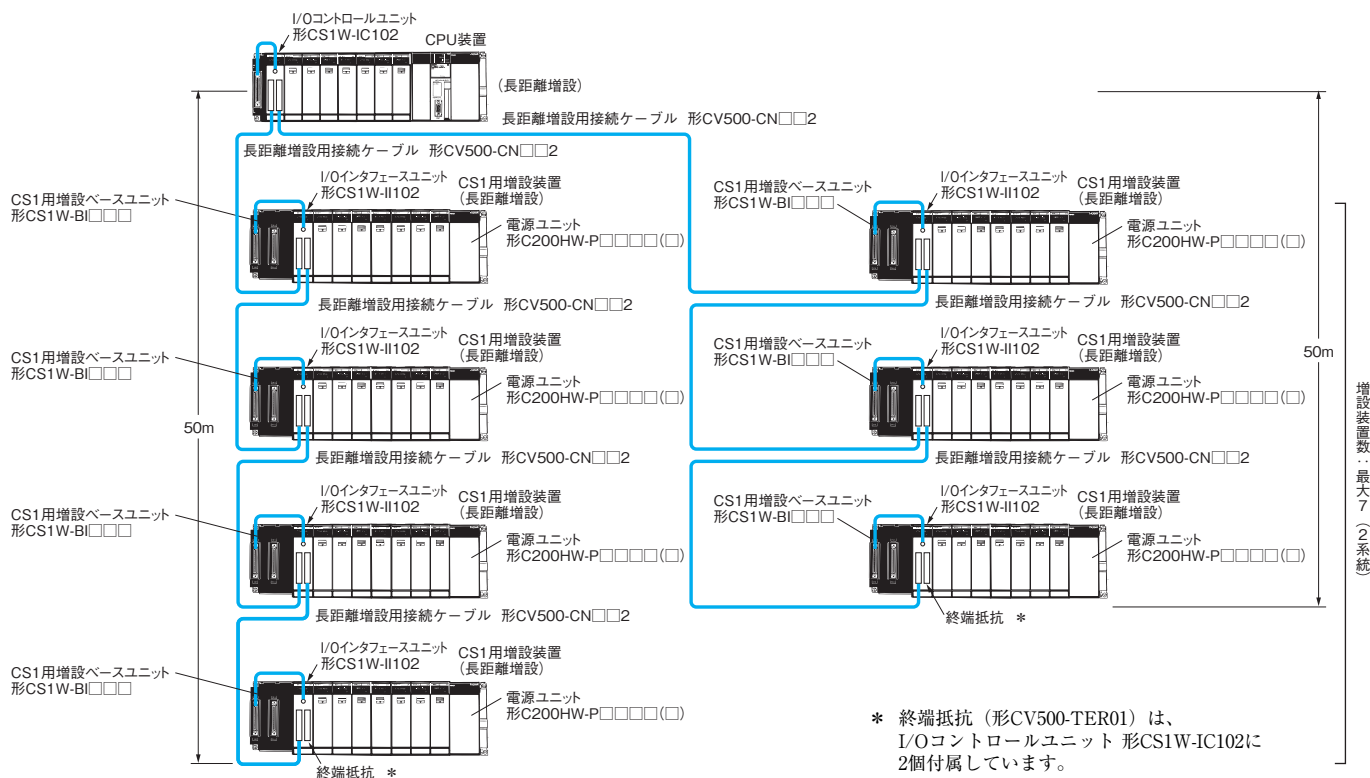 I/Oコントロールユニット
形CS1W-IC102
CPU装置
(長距離増設)
長距離増設用接続ケーブル 形CV500-CN□□2
長距離増設用接続ケーブル 形CV500-CN□□2
CS1用増設ベースユニット
形CS1W-BI□□□
I/Oインタフェースユニット
形CS1W-II102
CS1用増設装置
(長距離増設)
電源ユニット
形C200HW-P□□□□(□)
CS1用増設ベースユニット
形CS1W-BI□□□
I/Oインタフェースユニット
形CS1W-II102
CS1用増設装置
(長距離増設)
電源ユニット
形C200HW-P□□□□(□)
長距離増設用接続ケーブル 形CV500-CN□□2
長距離増設用接続ケーブル 形CV500-CN□□2
CS1用増設ベースユニット
形CS1W-BI□□□
I/Oインタフェースユニット
形CS1W-II102
CS1用増設装置
(長距離増設)
電源ユニット
形C200HW-P□□□□(□)
CS1用増設ベースユニット
形CS1W-BI□□□
I/Oインタフェースユニット
形CS1W-II102
CS1用増設装置
(長距離増設)
電源ユニット
形C200HW-P□□□□(□)
50m
50m
長距離増設用接続ケーブル 形CV500-CN□□2
長距離増設用接続ケーブル 形CV500-CN□□2
CS1用増設ベースユニット
形CS1W-BI□□□
I/Oインタフェースユニット
形CS1W-II102
CS1用増設装置
(長距離増設)
電源ユニット
形C200HW-P□□□□(□)
CS1用増設ベースユニット
形CS1W-BI□□□
I/Oインタフェースユニット
形CS1W-II102
CS1用増設装置
(長距離増設)
電源ユニット
形C200HW-P□□□□(□)
増設装置数:最大7(2系統)
長距離増設用接続ケーブル 形CV500-CN□□2
終端抵抗 *
CS1用増設ベースユニット
形CS1W-BI□□□
I/Oインタフェースユニット
形CS1W-II102
CS1用増設装置
(長距離増設)
電源ユニット
形C200HW-P□□□□(□)
終端抵抗 *
* 終端抵抗(形CV500-TER01)は、
I/Oコントロールユニット 形CS1W-IC102に
2個付属しています。